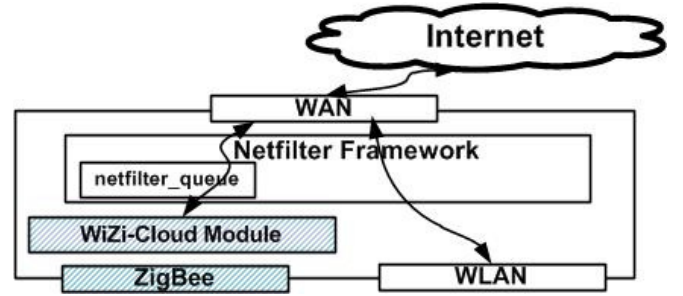 Internet
WAN
Netfilter Framework
netfilter_queue
WiZi-Cloud Module
ZigBee
WLAN